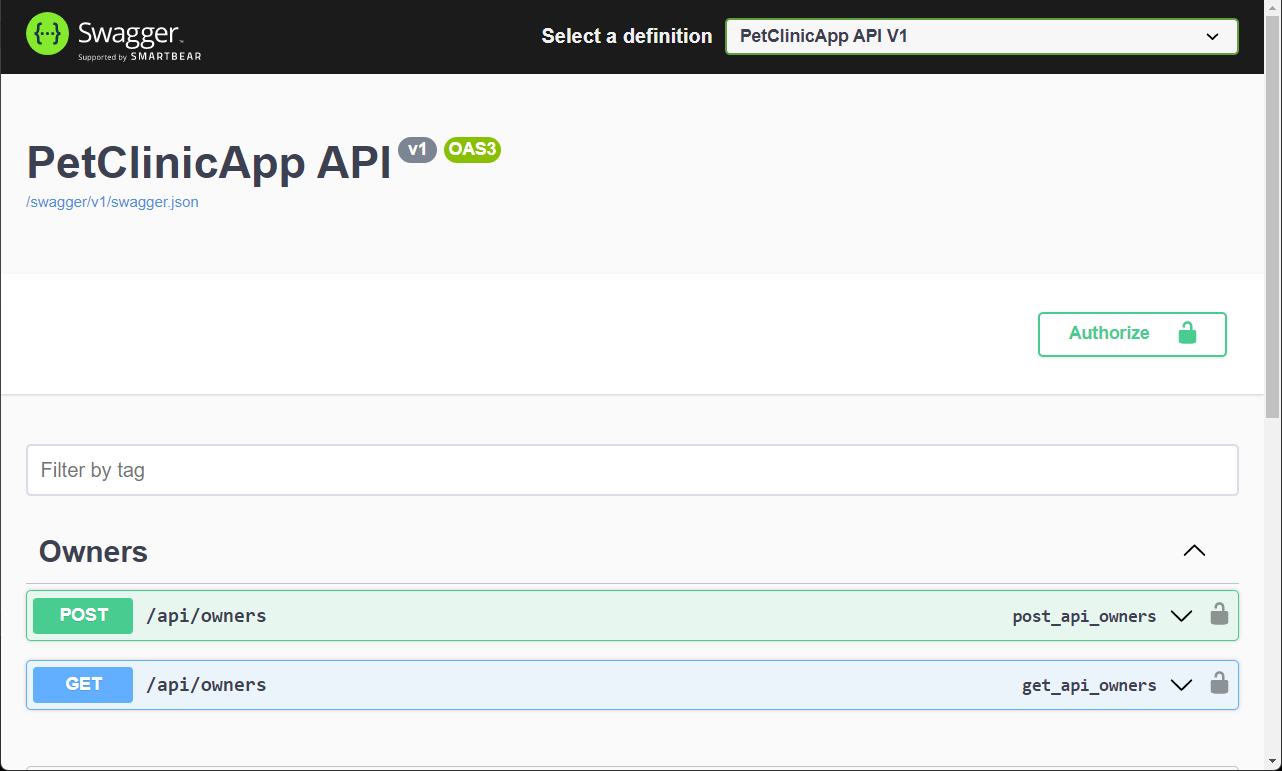 Swagger™
Supported by SMARTBEAR
Select a definition
PetClinicApp API V1
PetClinicApp API v1 OAS3
/swagger/v1/swagger.json
Authorize
Filter by tag
Owners
POST /api/owners post_api_owners
GET /api/owners get_api_owners